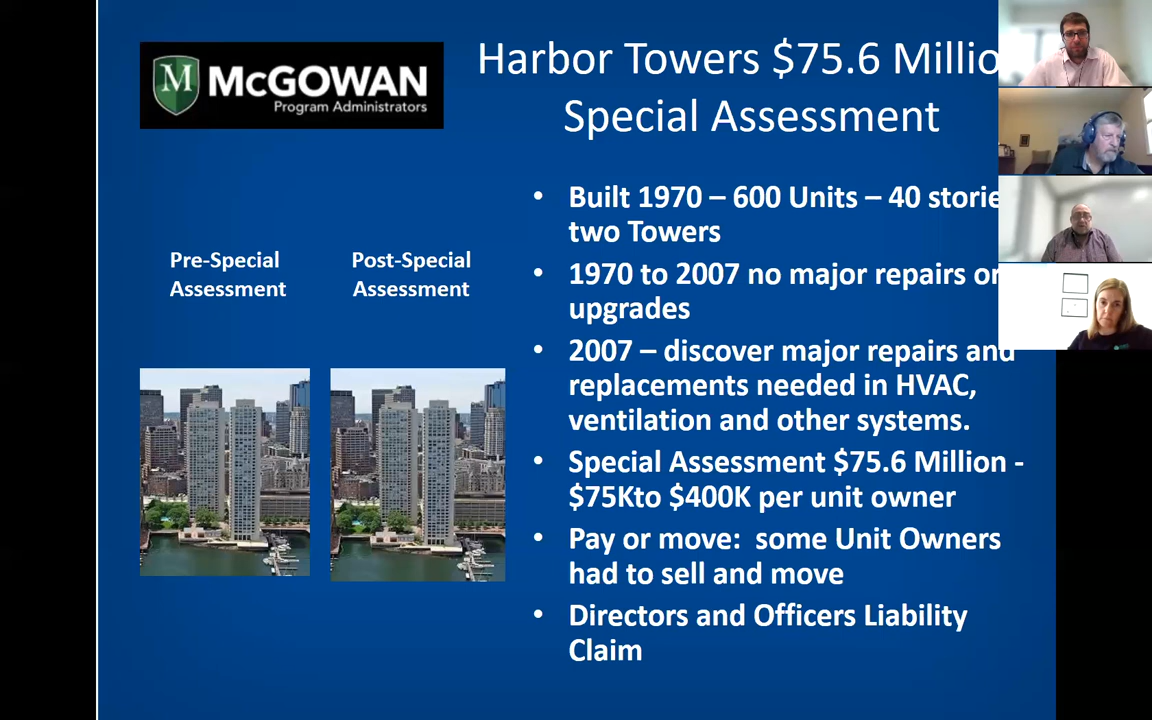 M McGOWAN
Program Administrators
Harbor Towers $75.6 Millio
Special Assessment
Pre-Special
Assessment
Post-Special
Assessment
• Built 1970 – 600 Units – 40 storie
two Towers
• 1970 to 2007 no major repairs or
upgrades
• 2007 – discover major repairs and
replacements needed in HVAC,
ventilation and other systems.
• Special Assessment $75.6 Million -
$75Kto $400K per unit owner
• Pay or move:  some Unit Owners
had to sell and move
• Directors and Officers Liability
Claim